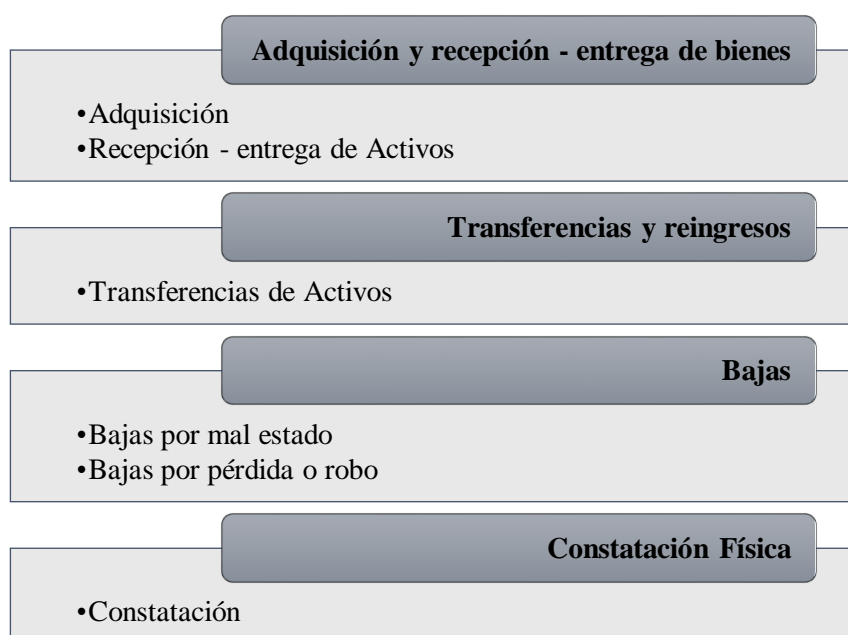 Adquisición y recepción - entrega de bienes
•Adquisición
•Recepción - entrega de Activos
Transferencias y reingresos
•Transferencias de Activos
Bajas
•Bajas por mal estado
•Bajas por pérdida o robo
Constatación Física
•Constatación